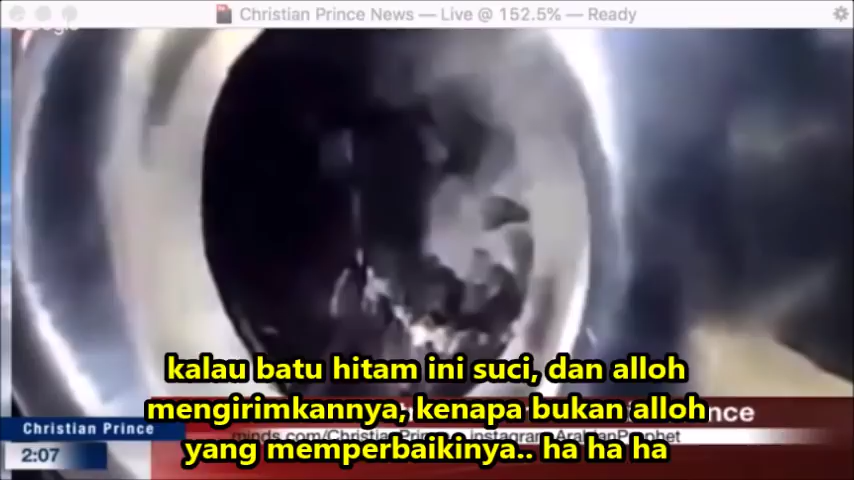 Christian Prince News — Live @ 152.5% — Ready
Google
kalau batu hitam ini suci, dan alloh
mengirimkannya, kenapa bukan alloh
yang memperbaikinya.. ha ha ha
Christian Prince
2:07